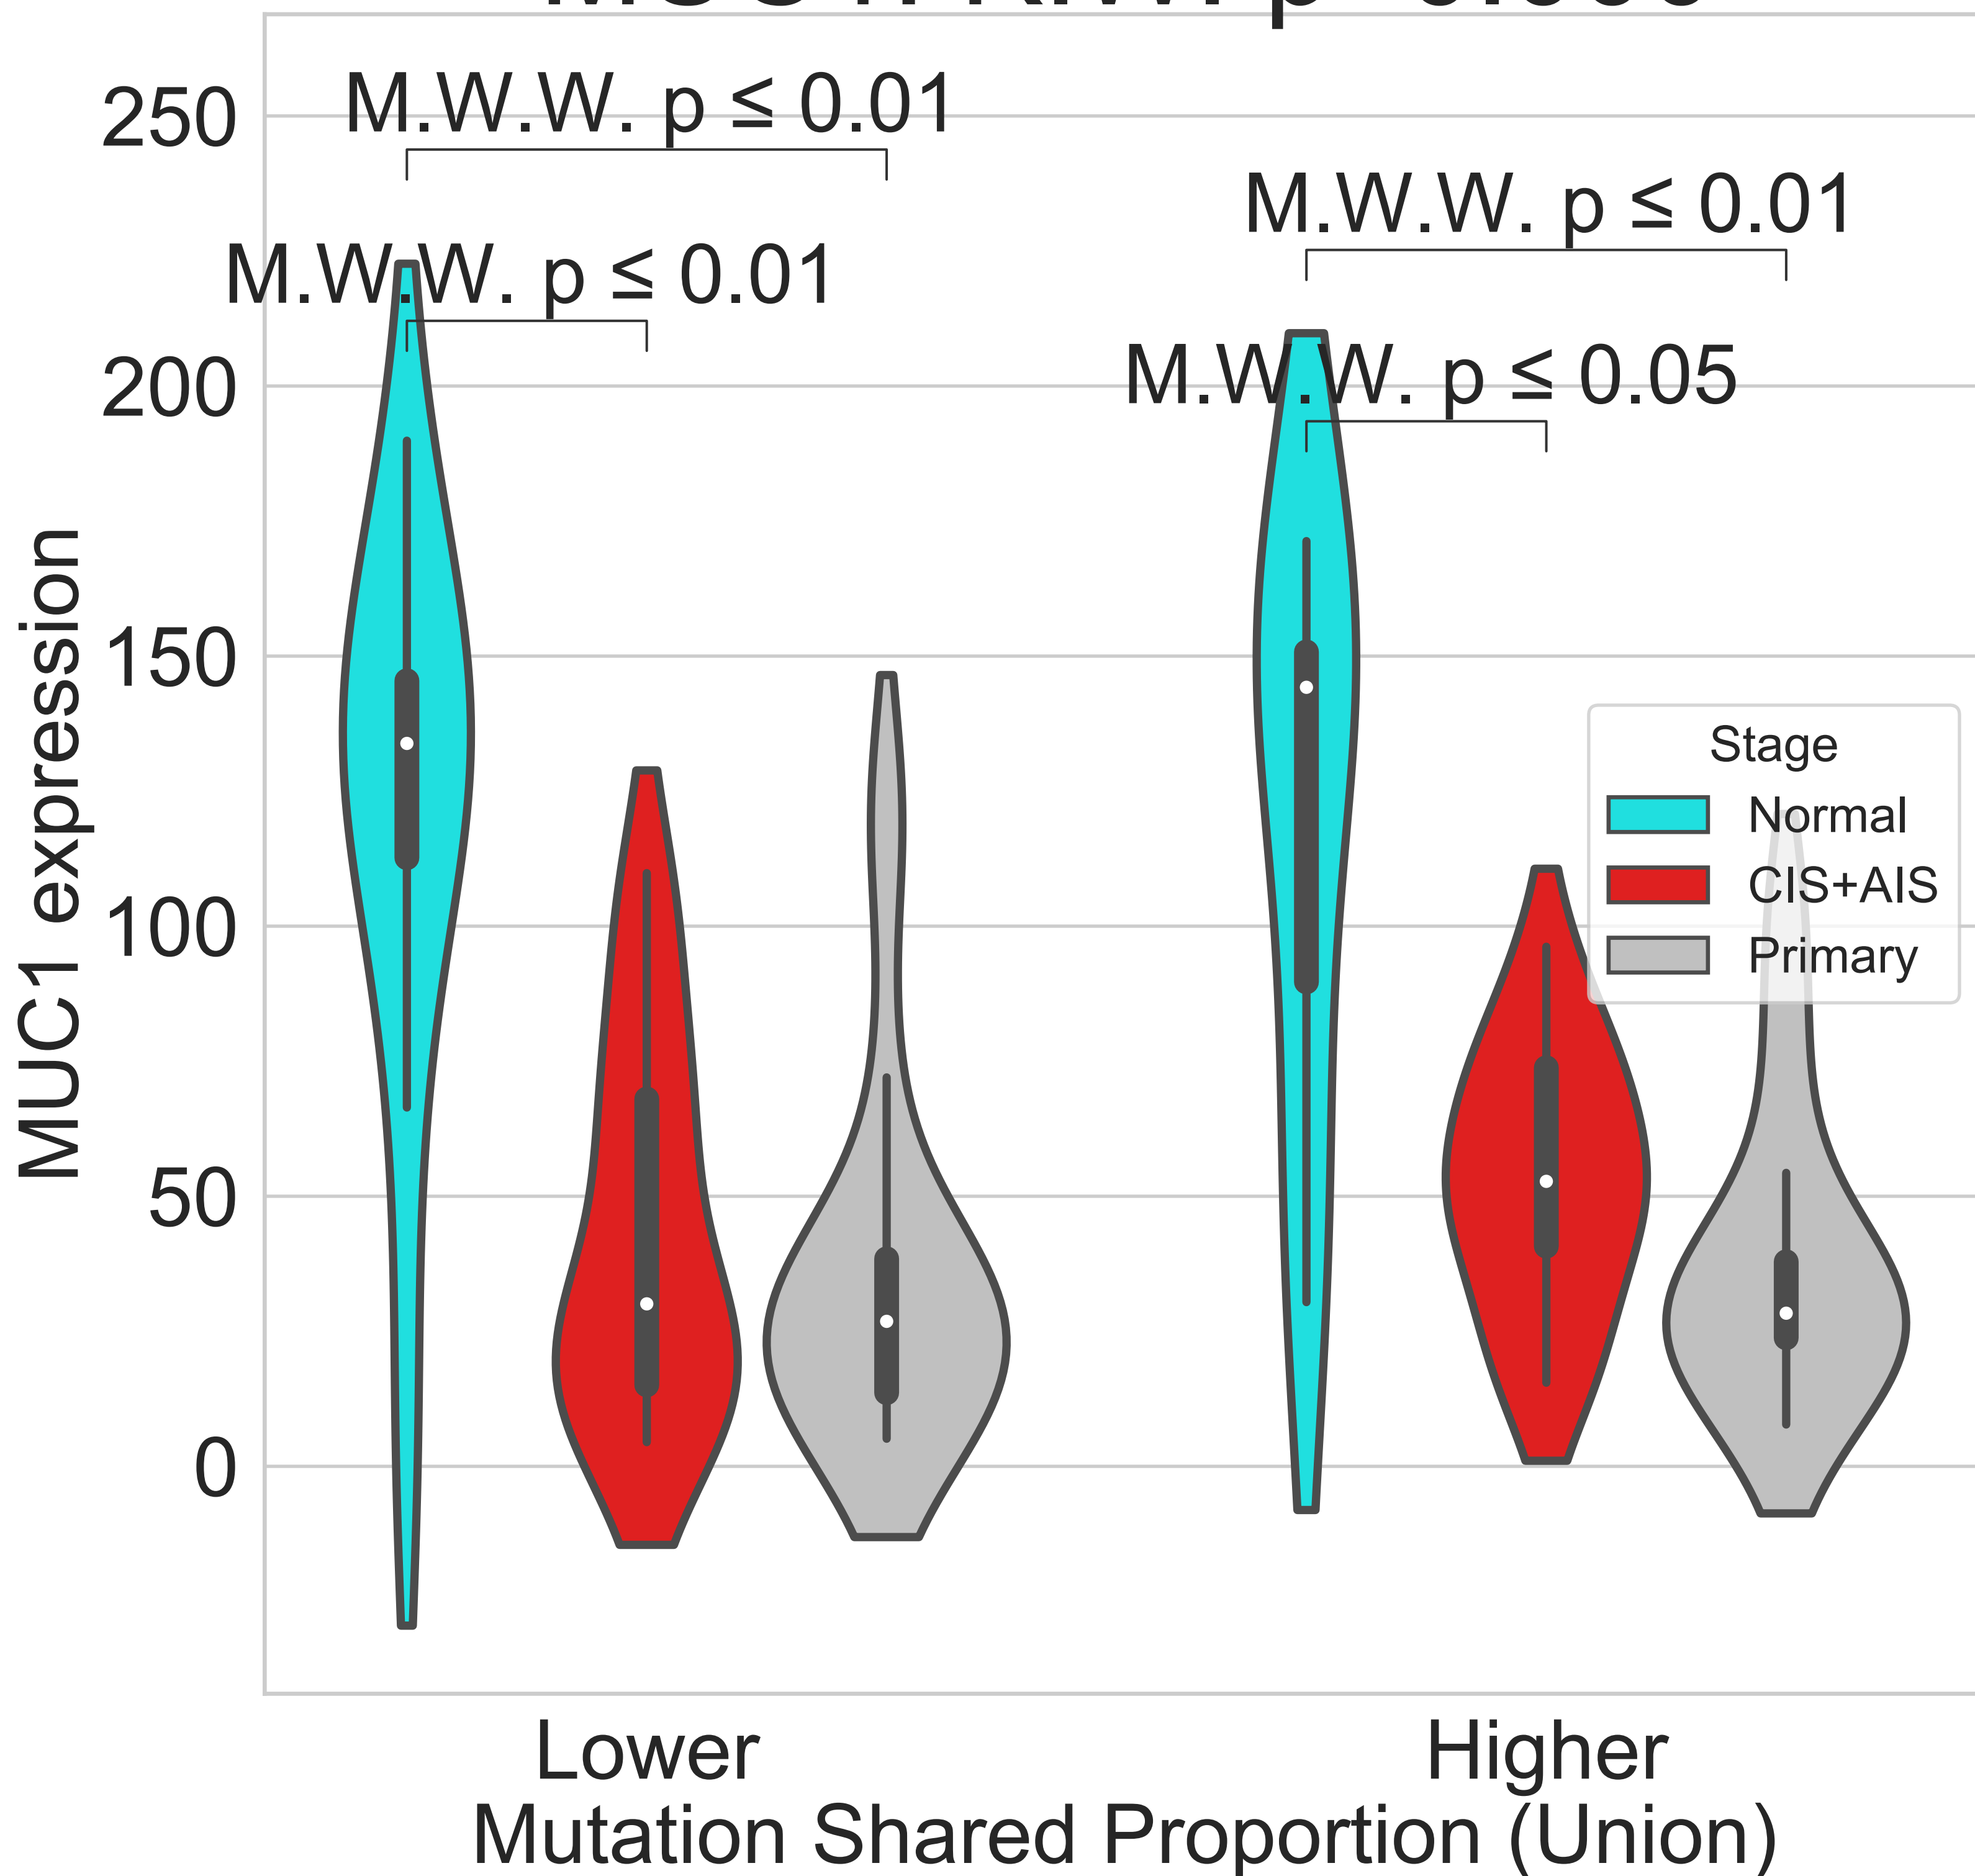 250
200
150
100
50
0
MUC1 expression
M.W.W. p ≤ 0.01
M.W.W. p ≤ 0.01
M.W.W. p ≤ 0.01
M.W.W. p ≤ 0.05
Stage
Normal
CIS+AIS
Primary
Lower
Higher
Mutation Shared Proportion (Union)